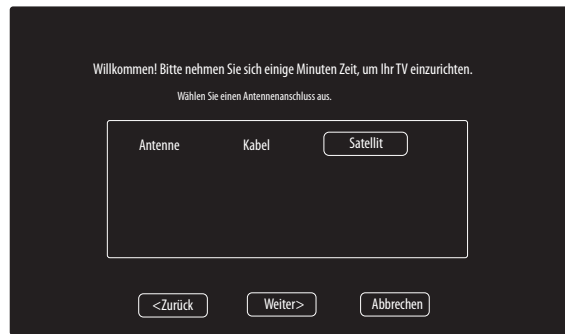 Willkommen! Bitte nehmen Sie sich einige Minuten Zeit, um Ihr TV einzurichten.
Wählen Sie einen Antennenanschluss aus.
Antenne Kabel Satellit
<Zurück Weiter> Abbrechen